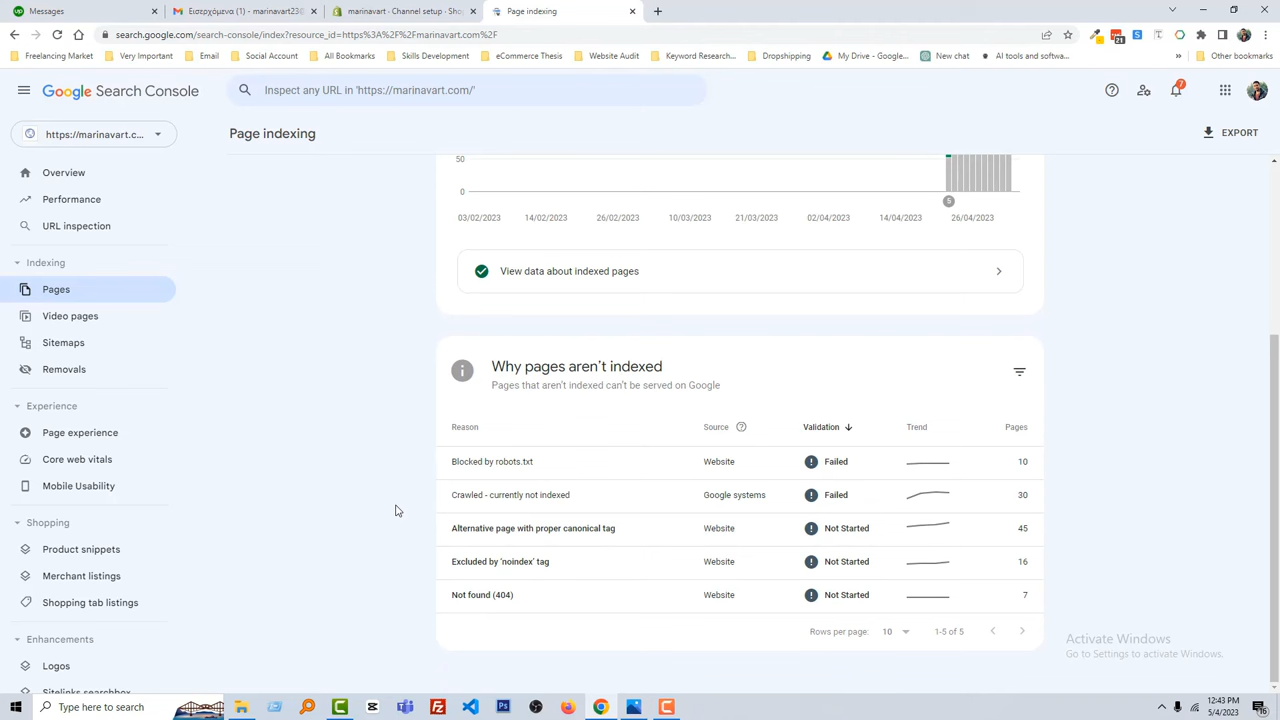 Messages
Εισερχόμενα (1) - marinavart23@
marinavart - Channel setup · Shop
Page indexing
search.google.com/search-console/index?resource_id=https%3A%2F%2Fmarinavart.com%2F
21
Freelancing Market
Very Important
Email
Social Account
All Bookmarks
Skills Development
eCommerce Thesis
Website Audit
Keyword Research...
Dropshipping
My Drive - Google...
New chat
AI tools and softwa...
Other bookmarks
Google Search Console
Inspect any URL in 'https://marinavart.com/'
7
https://marinavart.c...
Page indexing
EXPORT
Overview
Performance
URL inspection
Indexing
Pages
Video pages
Sitemaps
Removals
Experience
Page experience
Core web vitals
Mobile Usability
Shopping
Product snippets
Merchant listings
Shopping tab listings
Enhancements
Logos
Sitelinks searchbox
50
0
5
03/02/2023 14/02/2023 26/02/2023 10/03/2023 21/03/2023 02/04/2023 14/04/2023 26/04/2023
View data about indexed pages
Why pages aren't indexed
Pages that aren't indexed can't be served on Google
Reason Source Validation Trend Pages
Blocked by robots.txt Website Failed 10
Crawled - currently not indexed Google systems Failed 30
Alternative page with proper canonical tag Website Not Started 45
Excluded by 'noindex' tag Website Not Started 16
Not found (404) Website Not Started 7
Rows per page: 10 1-5 of 5
Activate Windows
Go to Settings to activate Windows.
Type here to search
12:43 PM
5/4/2023